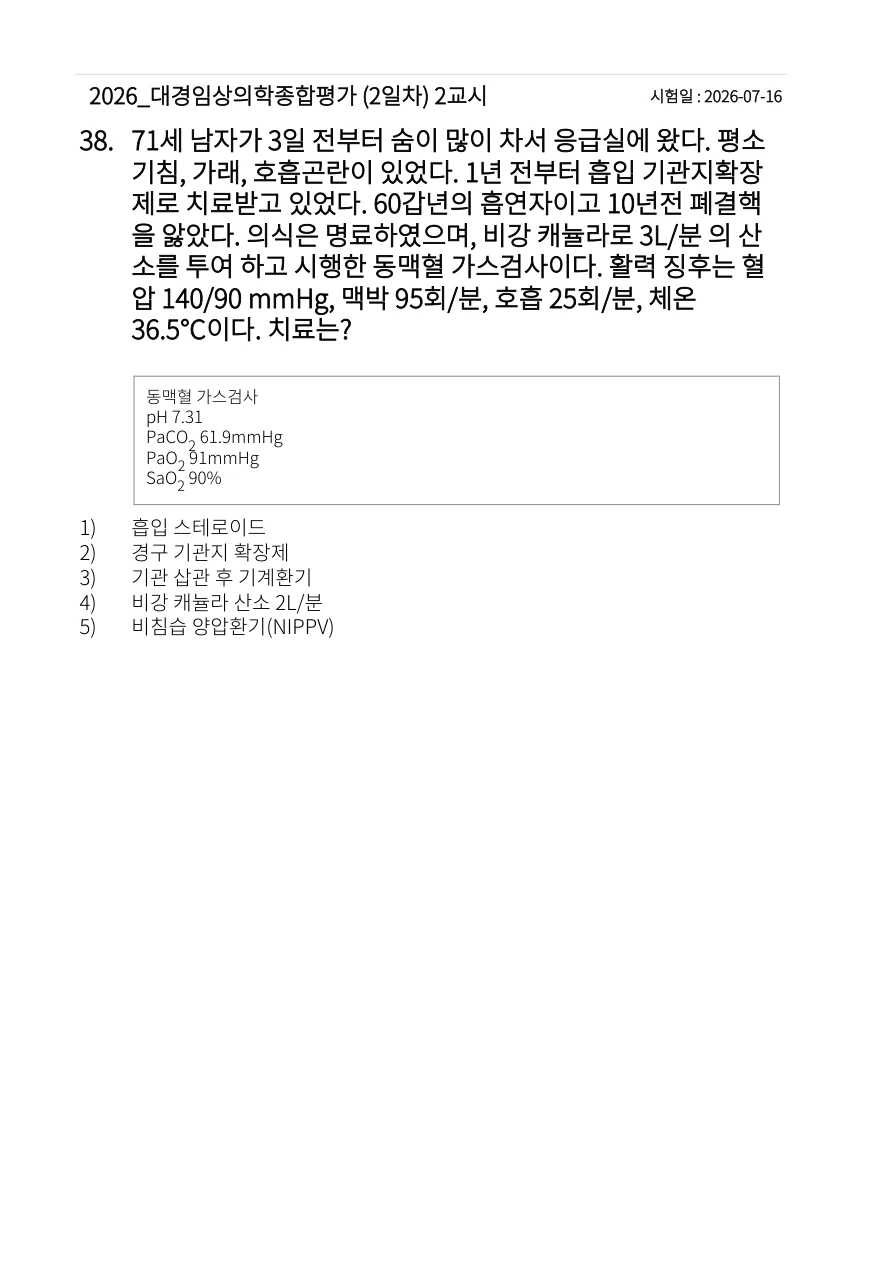 2026_대경임상의학종합평가 (2일차) 2교시
시험일 : 2026-07-16
38. 71세 남자가 3일 전부터 숨이 많이 차서 응급실에 왔다. 평소
기침, 가래, 호흡곤란이 있었다. 1년 전부터 흡입 기관지확장
제로 치료받고 있었다. 60갑년의 흡연자이고 10년전 폐결핵
을 앓았다. 의식은 명료하였으며, 비강 캐뉼라로 3L/분 의 산
소를 투여 하고 시행한 동맥혈 가스검사이다. 활력 징후는 혈
압 140/90 mmHg, 맥박 95회/분, 호흡 25회/분, 체온
36.5°C이다. 치료는?
동맥혈 가스검사
pH 7.31
PaCO2 61.9mmHg
PaO2 91mmHg
SaO2 90%
1) 흡입 스테로이드
2) 경구 기관지 확장제
3) 기관 삽관 후 기계환기
4) 비강 캐뉼라 산소 2L/분
5) 비침습 양압환기(NIPPV)